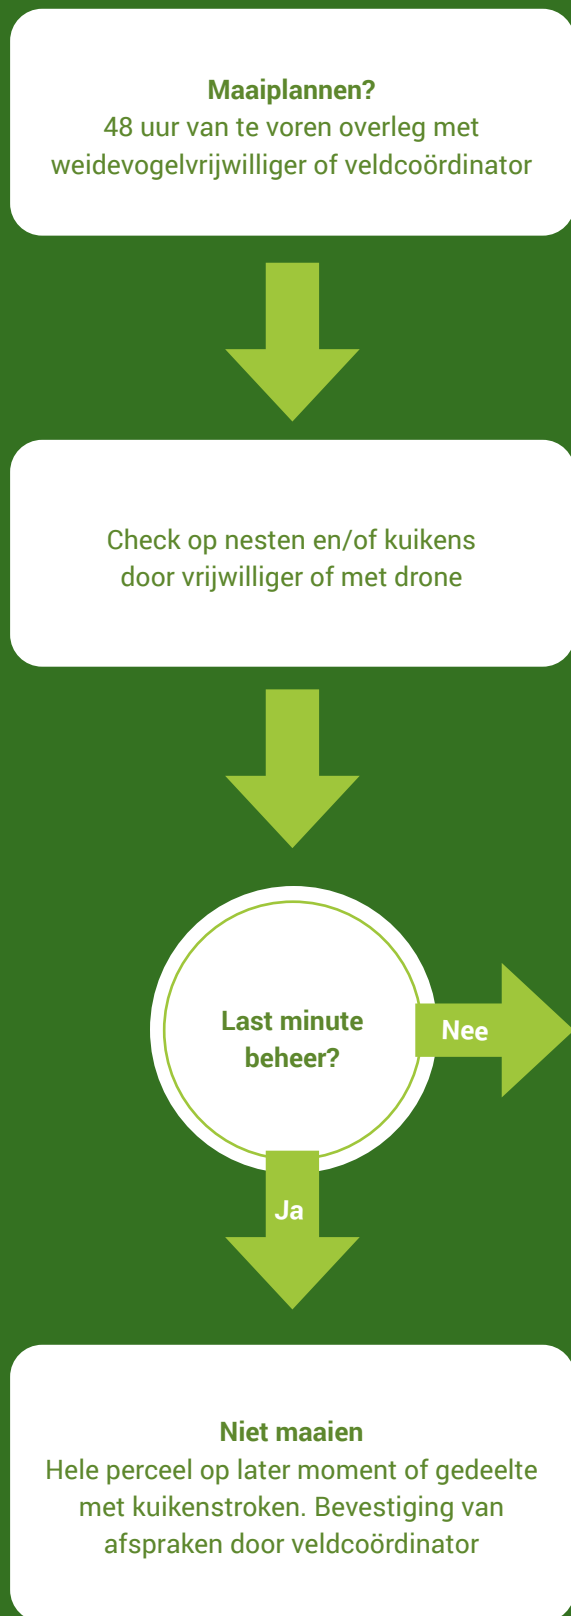 Maaiplannen?
48 uur van te voren overleg met
weidevogelvrijwilliger of veldcoördinator
Check op nesten en/of kuikens
door vrijwilliger of met drone
Last minute
beheer?
Nee
Ja
Niet maaien
Hele perceel op later moment of gedeelte
met kuikenstroken. Bevestiging van
afspraken door veldcoördinator